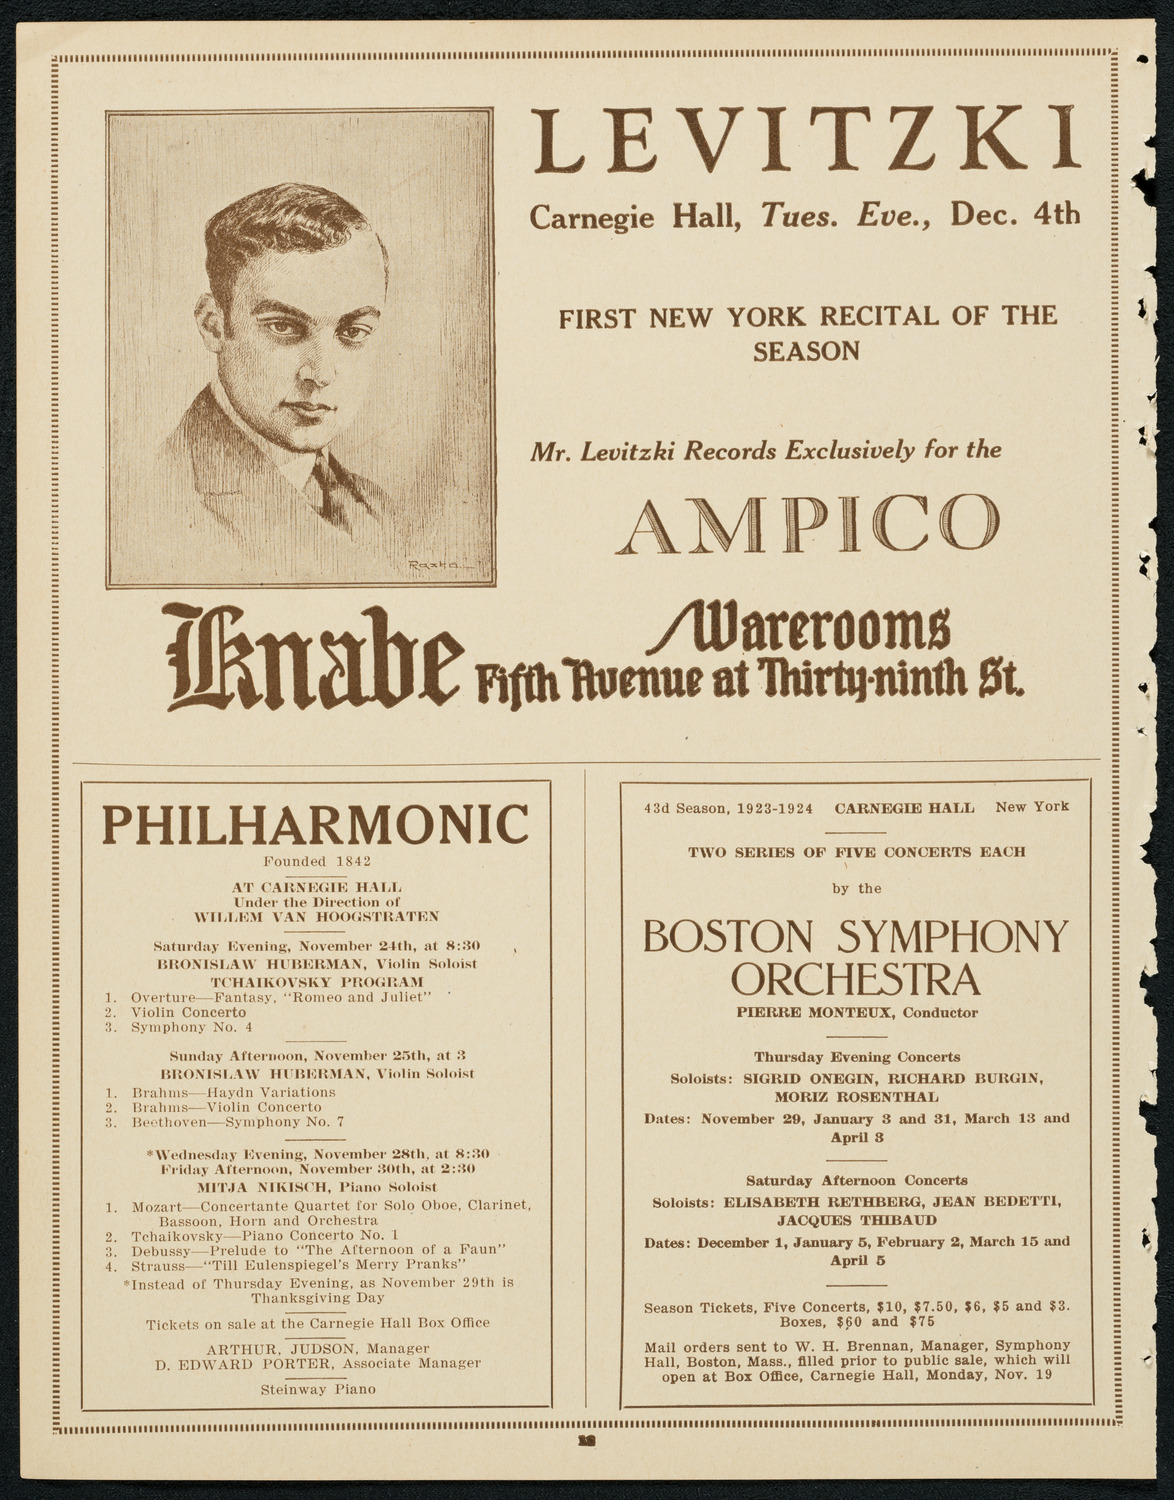 LEVITZKI
Carnegie Hall, Tues. Eve., Dec. 4th
FIRST NEW YORK RECITAL OF THE
SEASON
Mr. Levitzki Records Exclusively for the
AMPICO
Knabe
Warerooms
Fifth Avenue at Thirty-ninth St.
PHILHARMONIC
Founded 1842
AT CARNEGIE HALL
Under the Direction of
WILLEM VAN HOOGSTRATEN
Saturday Evening, November 24th, at 8:30
BRONISLAW HUBERMAN, Violin Soloist
TCHAIKOVSKY PROGRAM
1. Overture—Fantasy, "Romeo and Juliet"
2. Violin Concerto
3. Symphony No. 4
Sunday Afternoon, November 25th, at 3
BRONISLAW HUBERMAN, Violin Soloist
1. Brahms—Haydn Variations
2. Brahms—Violin Concerto
3. Beethoven—Symphony No. 7
*Wednesday Evening, November 28th, at 8:30
Friday Afternoon, November 30th, at 2:30
MITJA NIKISCH, Piano Soloist
1. Mozart—Concertante Quartet for Solo Oboe, Clarinet,
Bassoon, Horn and Orchestra
2. Tchaikovsky—Piano Concerto No. 1
3. Debussy—Prelude to "The Afternoon of a Faun"
4. Strauss—"Till Eulenspiegel's Merry Pranks"
*Instead of Thursday Evening, as November 29th is
Thanksgiving Day
Tickets on sale at the Carnegie Hall Box Office
ARTHUR, JUDSON, Manager
D. EDWARD PORTER, Associate Manager
Steinway Piano
43d Season, 1923-1924 CARNEGIE HALL New York
TWO SERIES OF FIVE CONCERTS EACH
by the
BOSTON SYMPHONY
ORCHESTRA
PIERRE MONTEUX, Conductor
Thursday Evening Concerts
Soloists: SIGRID ONEGIN, RICHARD BURGIN,
MORIZ ROSENTHAL
Dates: November 29, January 3 and 31, March 13 and
April 3
Saturday Afternoon Concerts
Soloists: ELISABETH RETHBERG, JEAN BEDETTI,
JACQUES THIBAUD
Dates: December 1, January 5, February 2, March 15 and
April 5
Season Tickets, Five Concerts, $10, $7.50, $6, $5 and $3.
Boxes, $60 and $75
Mail orders sent to W. H. Brennan, Manager, Symphony
Hall, Boston, Mass., filled prior to public sale, which will
open at Box Office, Carnegie Hall, Monday, Nov. 19